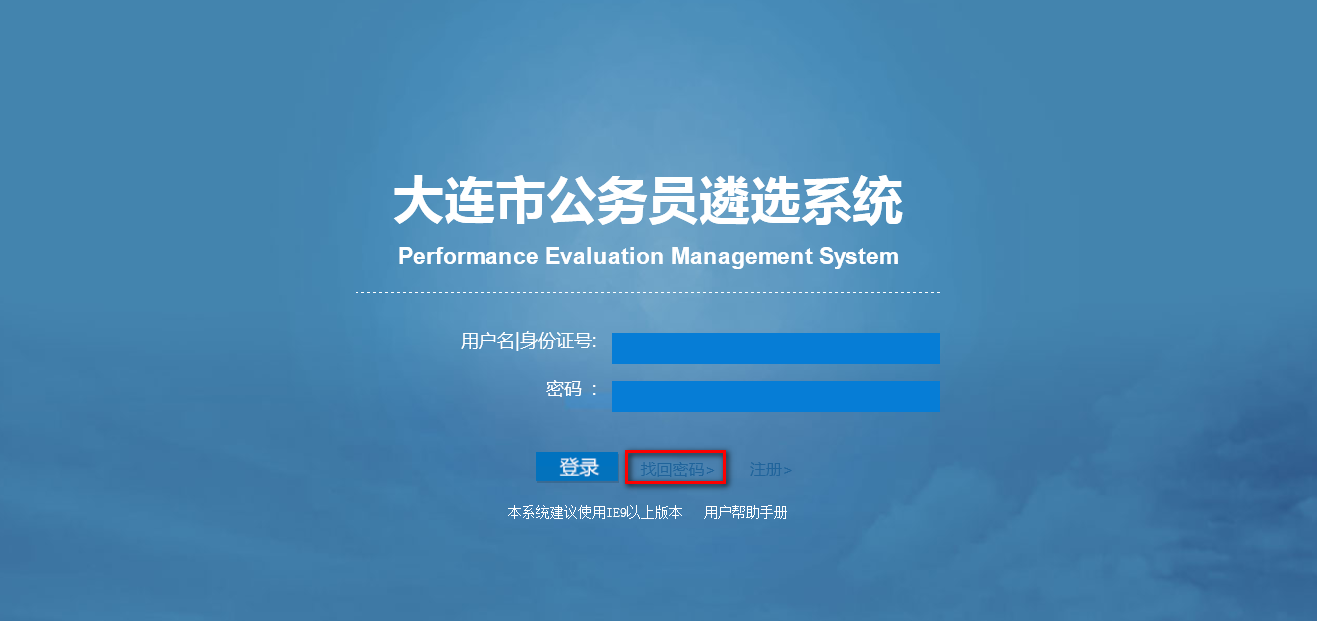 大连市公务员遴选系统
Performance Evaluation Management System
用户名|身份证号:
密码 ：
登录 找回密码> 注册>
本系统建议使用IE9以上版本 用户帮助手册